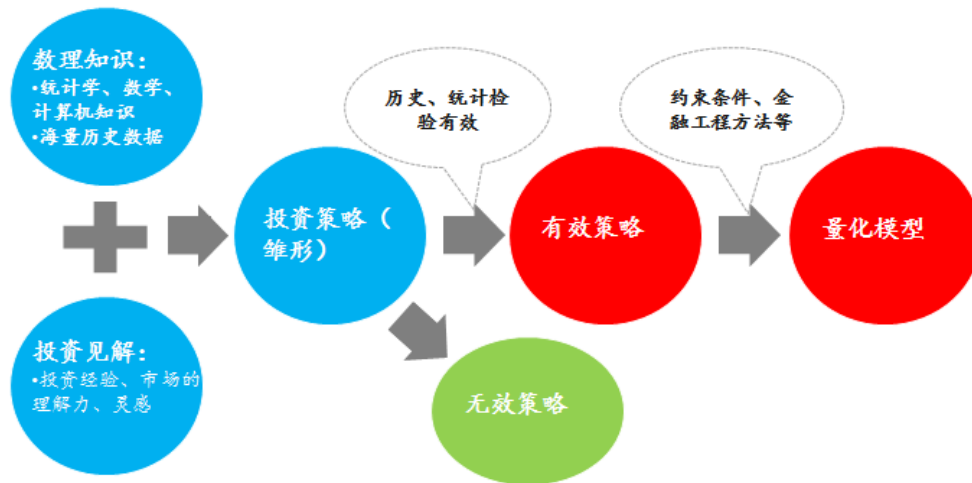 数理知识：
•统计学、数学、
计算机知识
•海量历史数据
历史、统计检
验有效
约束条件、金
融工程方法等
投资策略（
雏形）
有效策略
量化模型
投资见解：
•投资经验、市场的
理解力、灵感
无效策略